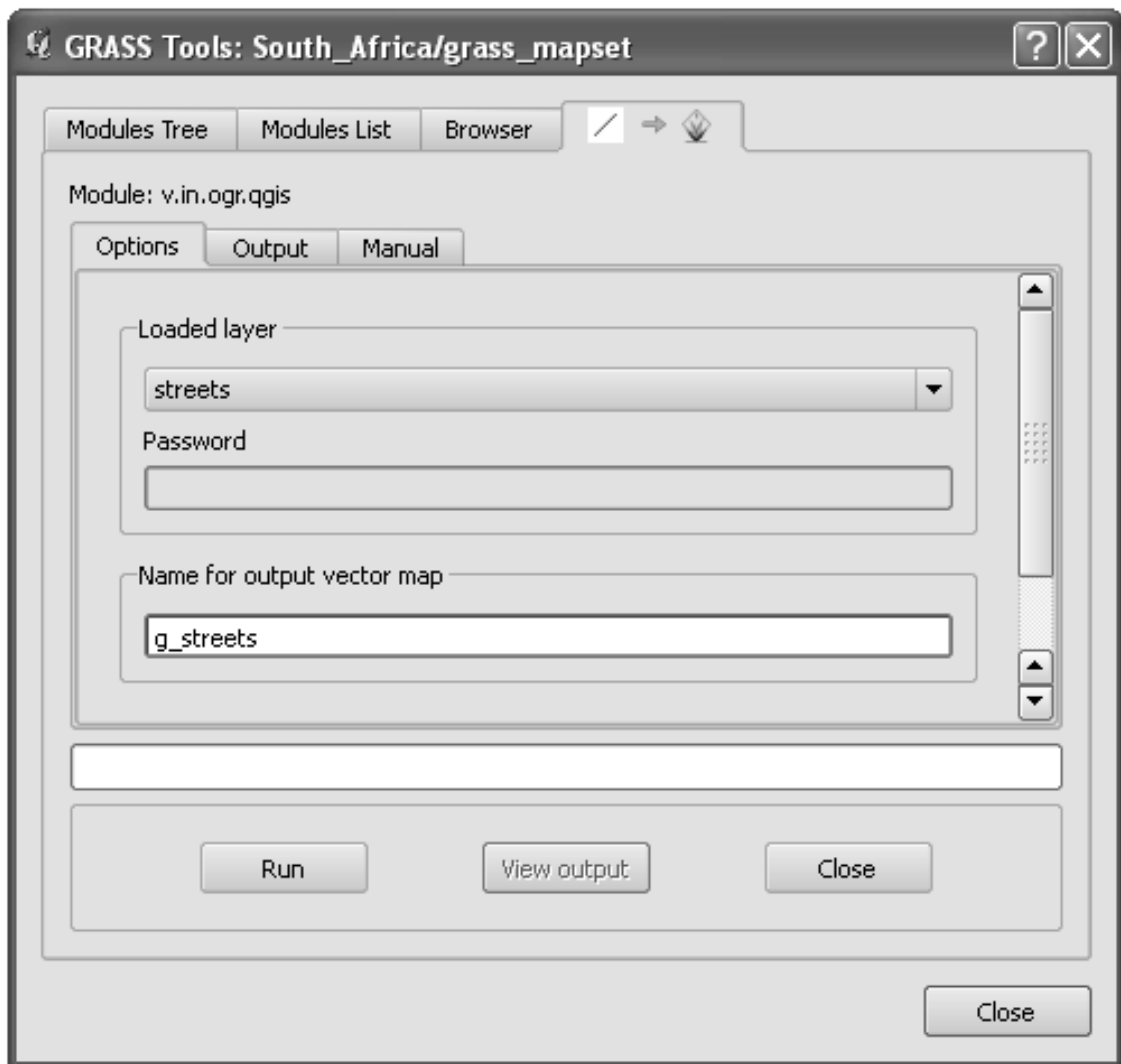 GRASS Tools: South_Africa/grass_mapset
Modules Tree Modules List Browser
Module: v.in.ogr.qgis
Options Output Manual
Loaded layer
streets
Password
Name for output vector map
g_streets
Run View output Close
Close